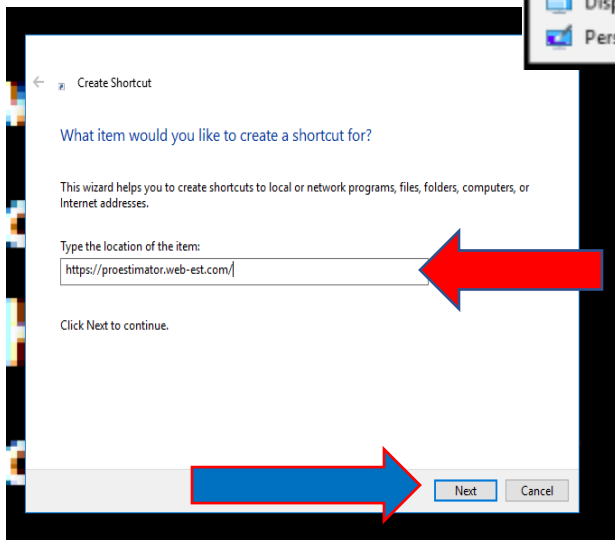 Create Shortcut
What item would you like to create a shortcut for?
This wizard helps you to create shortcuts to local or network programs, files, folders, computers, or
Internet addresses.
Type the location of the item:
https://proestimator.web-est.com/
Click Next to continue.
Next Cancel